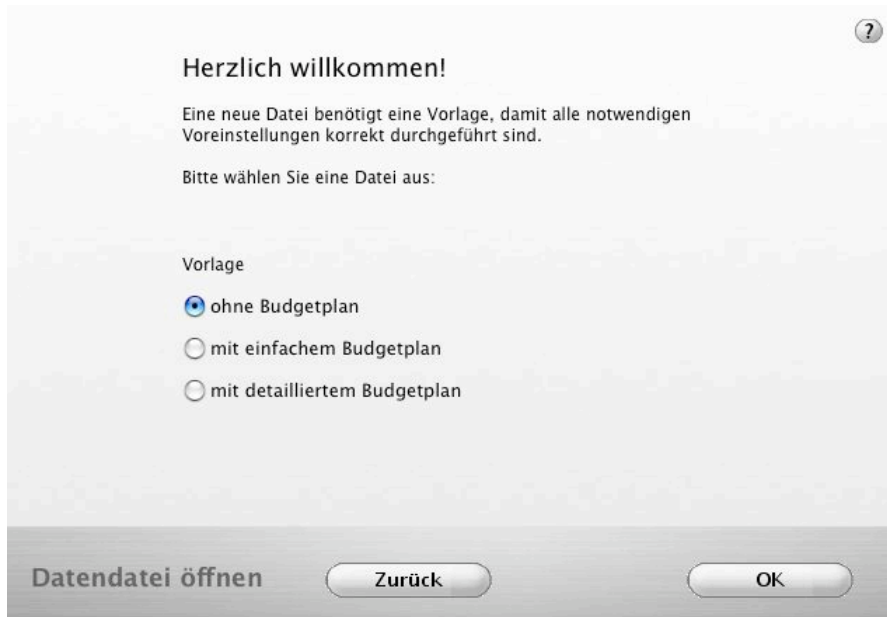 ?
Herzlich willkommen!
Eine neue Datei benötigt eine Vorlage, damit alle notwendigen
Voreinstellungen korrekt durchgeführt sind.
Bitte wählen Sie eine Datei aus:
Vorlage
ohne Budgetplan
mit einfachem Budgetplan
mit detailliertem Budgetplan
Datendatei öffnen
Zurück
OK